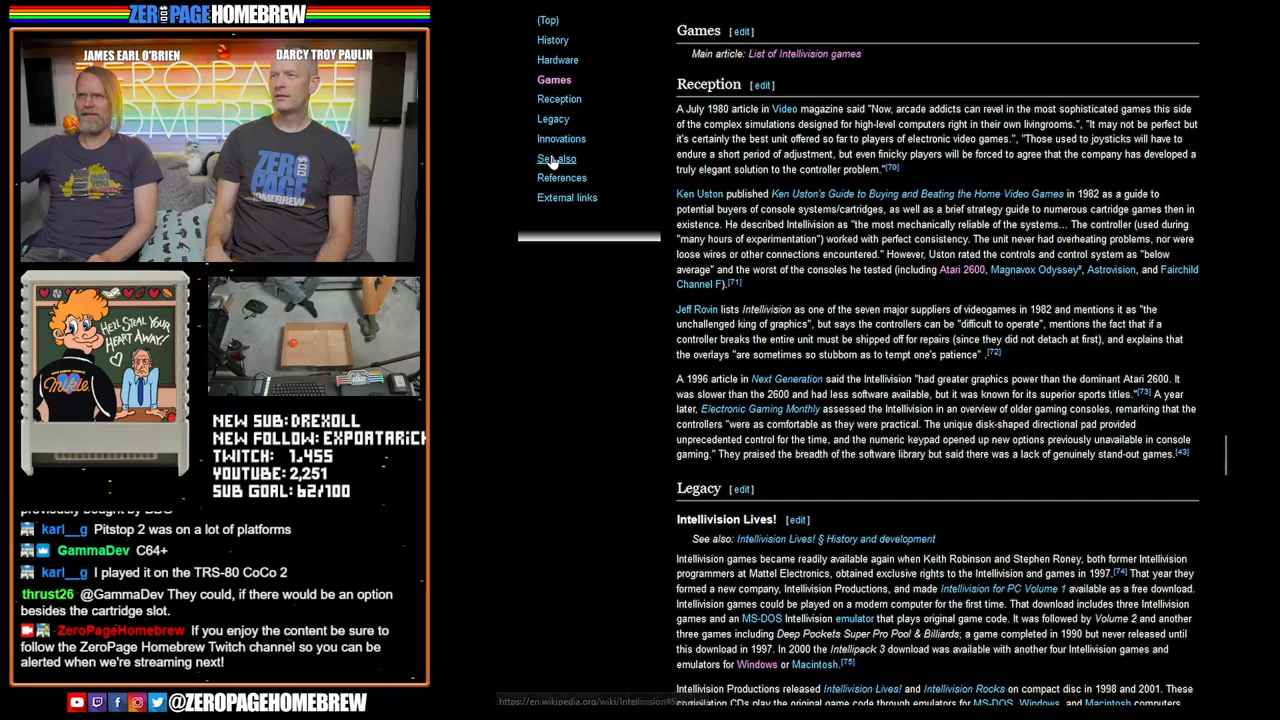 ZEROPAGEHOMEBREW
JAMES EARL O'BRIEN
DARCY TROY PAULIN
ZERO
PAGE
HE'LL STEAL YOUR
HEART AWAY!
Mikie
NEW SUB: DREXOLL
NEW FOLLOW: EXPORTARICK
TWITCH: 1,455
YOUTUBE: 2,251
SUB GOAL: 62/100
karl__g Pitstop 2 was on a lot of platforms
GammaDev C64+
karl__g I played it on the TRS-80 CoCo 2
thrust26 @GammaDev They could, if there would be an option
besides the cartridge slot.
ZeroPageHomebrew If you enjoy the content be sure to
follow the ZeroPage Homebrew Twitch channel so you can
be alerted when we're streaming next!
@ZEROPAGEHOMEBREW
(Top)
History
Hardware
Games
Reception
Legacy
Innovations
See also
References
External links
Games [edit]
Main article: List of Intellivision games
Reception [edit]
A July 1980 article in Video magazine said "Now, arcade addicts can revel in the most sophisticated games this side
of the complex simulations designed for high-level computers right in their own livingrooms.", "It may not be perfect but
it's certainly the best unit offered so far to players of electronic video games.", "Those used to joysticks will have to
endure a short period of adjustment, but even finicky players will be forced to agree that the company has developed a
truly elegant solution to the controller problem."[70]
Ken Uston published Ken Uston's Guide to Buying and Beating the Home Video Games in 1982 as a guide to
potential buyers of console systems/cartridges, as well as a brief strategy guide to numerous cartridge games then in
existence. He described Intellivision as "the most mechanically reliable of the systems... The controller (used during
"many hours of experimentation") worked with perfect consistency. The unit never had overheating problems, nor were
loose wires or other connections encountered." However, Uston rated the controls and control system as "below
average" and the worst of the consoles he tested (including Atari 2600, Magnavox Odyssey², Astrovision, and Fairchild
Channel F).[71]
Jeff Rovin lists Intellivision as one of the seven major suppliers of videogames in 1982 and mentions it as "the
unchallenged king of graphics", but says the controllers can be "difficult to operate", mentions the fact that if a
controller breaks the entire unit must be shipped off for repairs (since they did not detach at first), and explains that
the overlays "are sometimes so stubborn as to tempt one's patience" .[72]
A 1996 article in Next Generation said the Intellivision "had greater graphics power than the dominant Atari 2600. It
was slower than the 2600 and had less software available, but it was known for its superior sports titles."[73] A year
later, Electronic Gaming Monthly assessed the Intellivision in an overview of older gaming consoles, remarking that the
controllers "were as comfortable as they were practical. The unique disk-shaped directional pad provided
unprecedented control for the time, and the numeric keypad opened up new options previously unavailable in console
gaming." They praised the breadth of the software library but said there was a lack of genuinely stand-out games.[43]
Legacy [edit]
Intellivision Lives! [edit]
See also: Intellivision Lives! § History and development
Intellivision games became readily available again when Keith Robinson and Stephen Roney, both former Intellivision
programmers at Mattel Electronics, obtained exclusive rights to the Intellivision and games in 1997.[74] That year they
formed a new company, Intellivision Productions, and made Intellivision for PC Volume 1 available as a free download.
Intellivision games could be played on a modern computer for the first time. That download includes three Intellivision
games and an MS-DOS Intellivision emulator that plays original game code. It was followed by Volume 2 and another
three games including Deep Pockets Super Pro Pool & Billiards; a game completed in 1990 but never released until
this download in 1997. In 2000 the Intellipack 3 download was available with another four Intellivision games and
emulators for Windows or Macintosh.[75]
Intellivision Productions released Intellivision Lives! and Intellivision Rocks on compact disc in 1998 and 2001. These
compilation CDs play the original game code through emulators for MS-DOS, Windows, and Macintosh computers.